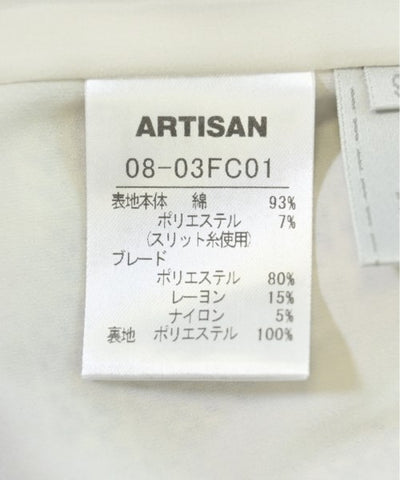 ARTISAN
08-03FC01
表地本体 綿 93%
ポリエステル 7%
(スリット糸使用)
ブレード
ポリエステル 80%
レーヨン 15%
ナイロン 5%
裏地 ポリエステル 100%